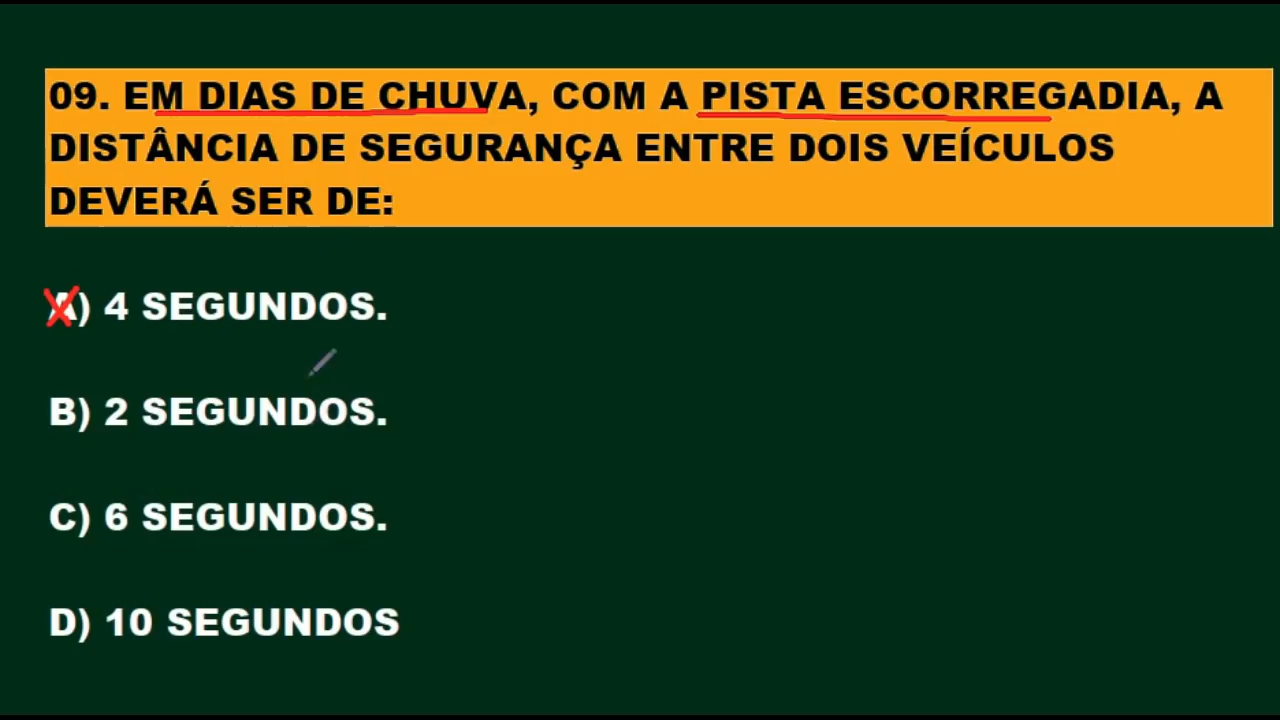 09. EM DIAS DE CHUVA, COM A PISTA ESCORREGADIA, A
DISTÂNCIA DE SEGURANÇA ENTRE DOIS VEÍCULOS
DEVERÁ SER DE:
A) 4 SEGUNDOS.
B) 2 SEGUNDOS.
C) 6 SEGUNDOS.
D) 10 SEGUNDOS